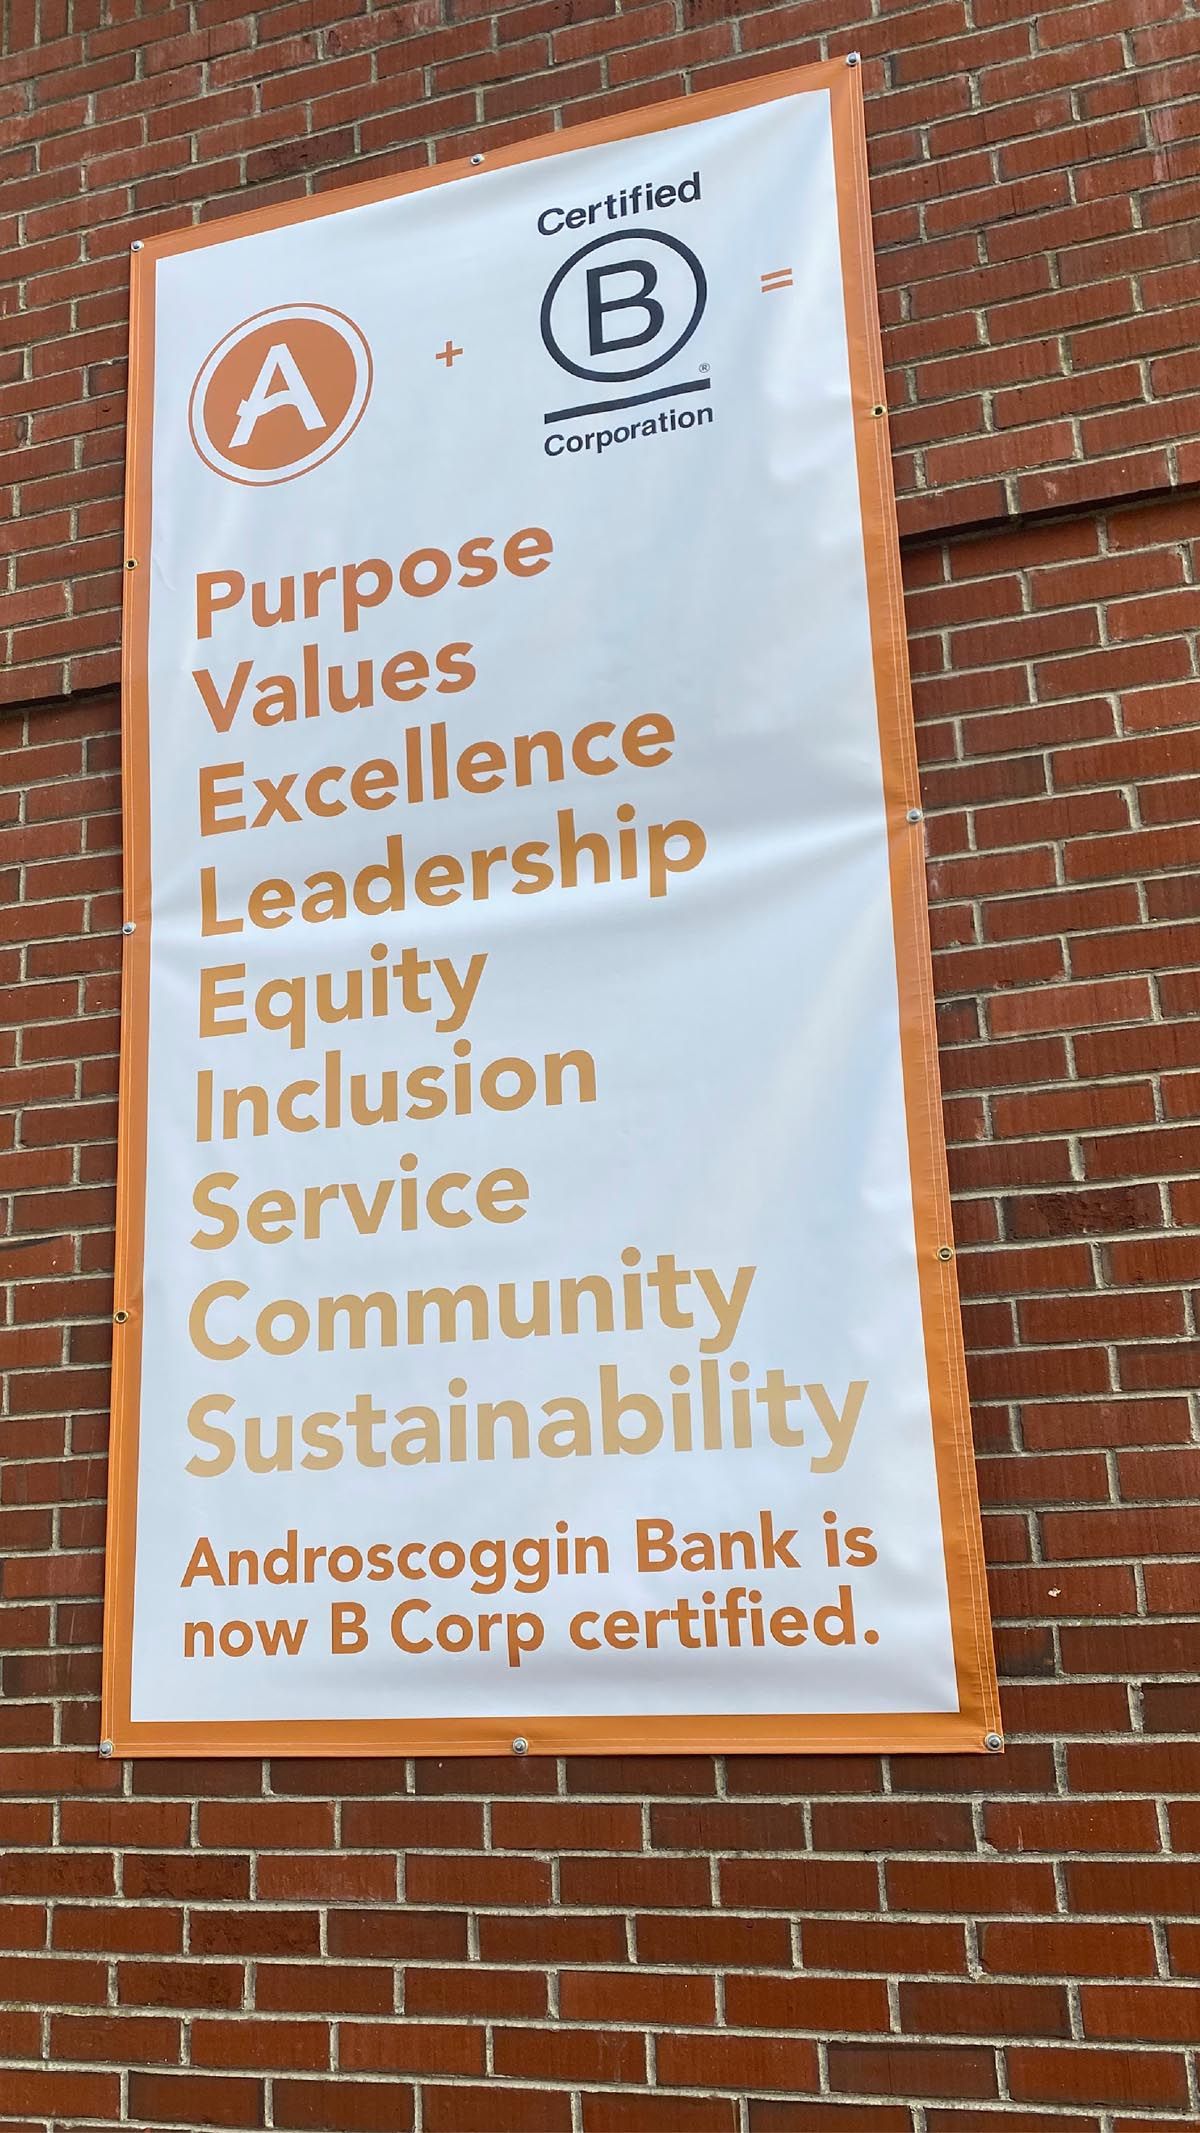 Certified
A + B =
®
Corporation
Purpose
Values
Excellence
Leadership
Equity
Inclusion
Service
Community
Sustainability
Androscoggin Bank is
now B Corp certified.